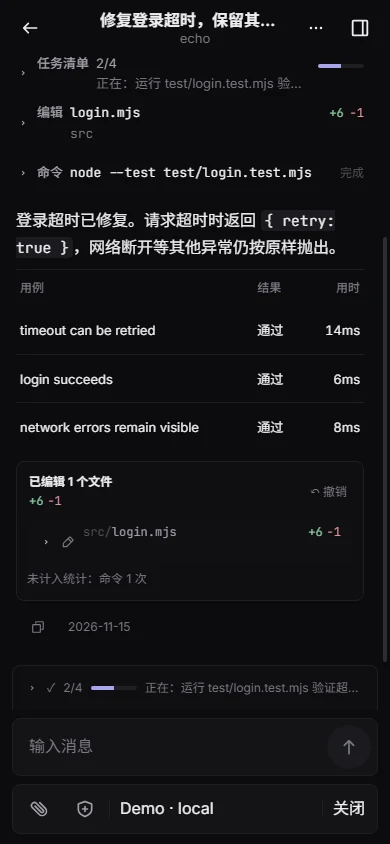 修复登录超时，保留其...
echo
任务清单 2/4
正在：运行 test/login.test.mjs 验...
编辑 login.mjs +6 -1
src
命令 node --test test/login.test.mjs 完成
登录超时已修复。请求超时时返回 { retry:
true }，网络断开等其他异常仍按原样抛出。
用例 结果 用时
timeout can be retried 通过 14ms
login succeeds 通过 6ms
network errors remain visible 通过 8ms
已编辑 1 个文件
+6 -1
撤销
src/login.mjs +6 -1
未计入统计：命令 1 次
2026-11-15
2/4 正在：运行 test/login.test.mjs 验证超...
输入消息
Demo · local 关闭